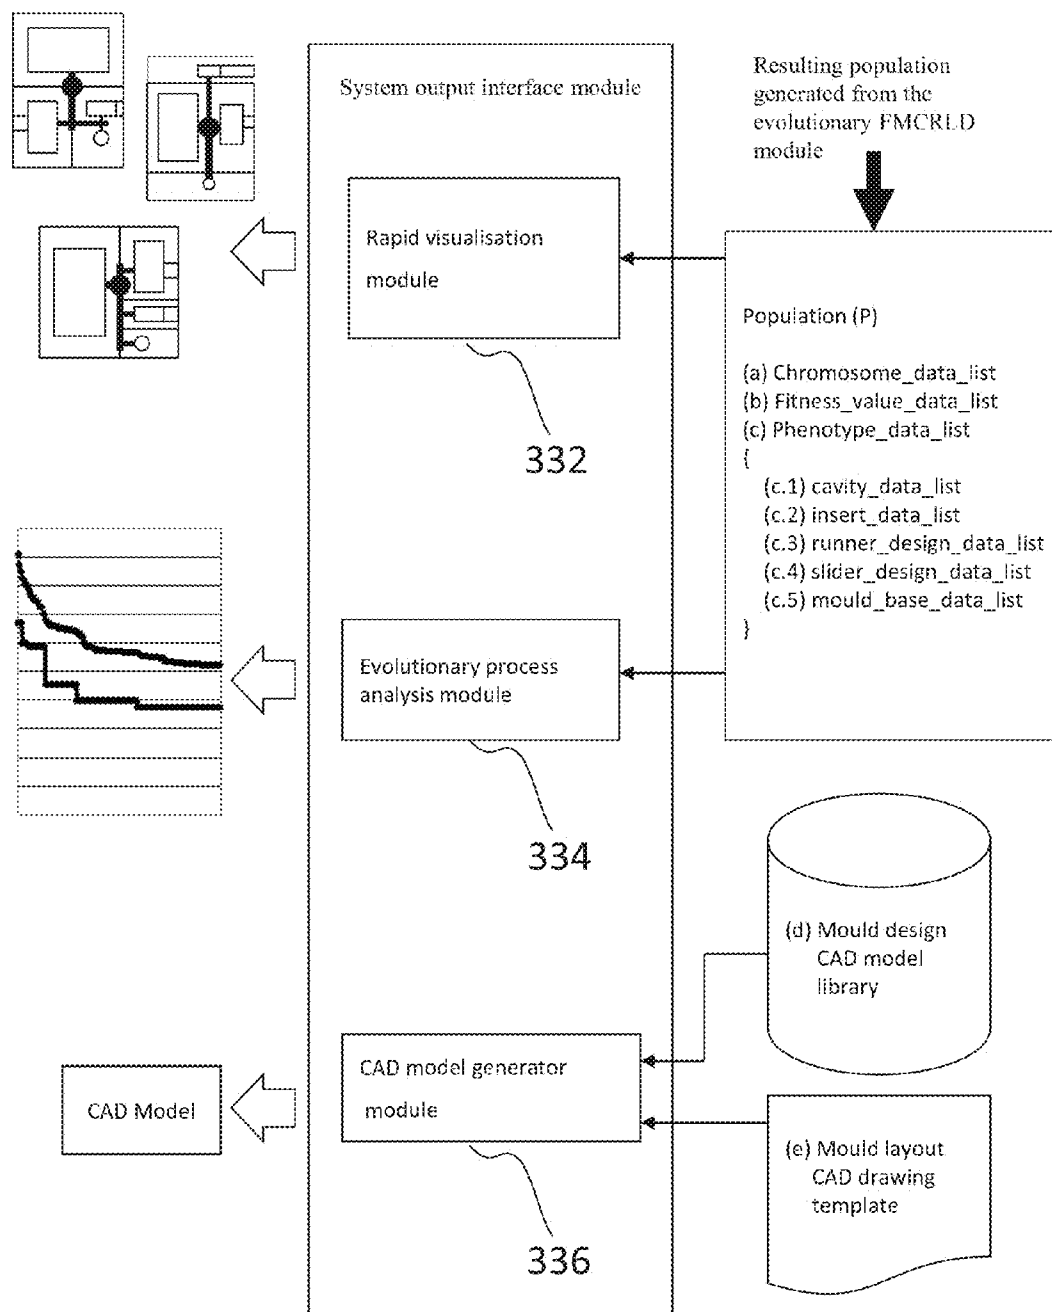 System output interface module
Resulting population
generated from the
evolutionary FMCRLD
module
Rapid visualisation
module
332
Population (P)
(a) Chromosome_data_list
(b) Fitness_value_data_list
(c) Phenotype_data_list
{
(c.1) cavity_data_list
(c.2) insert_data_list
(c.3) runner_design_data_list
(c.4) slider_design_data_list
(c.5) mould_base_data_list
}
Evolutionary process
analysis module
334
(d) Mould design
CAD model
library
CAD model generator
module
336
CAD Model
(e) Mould layout
CAD drawing
template